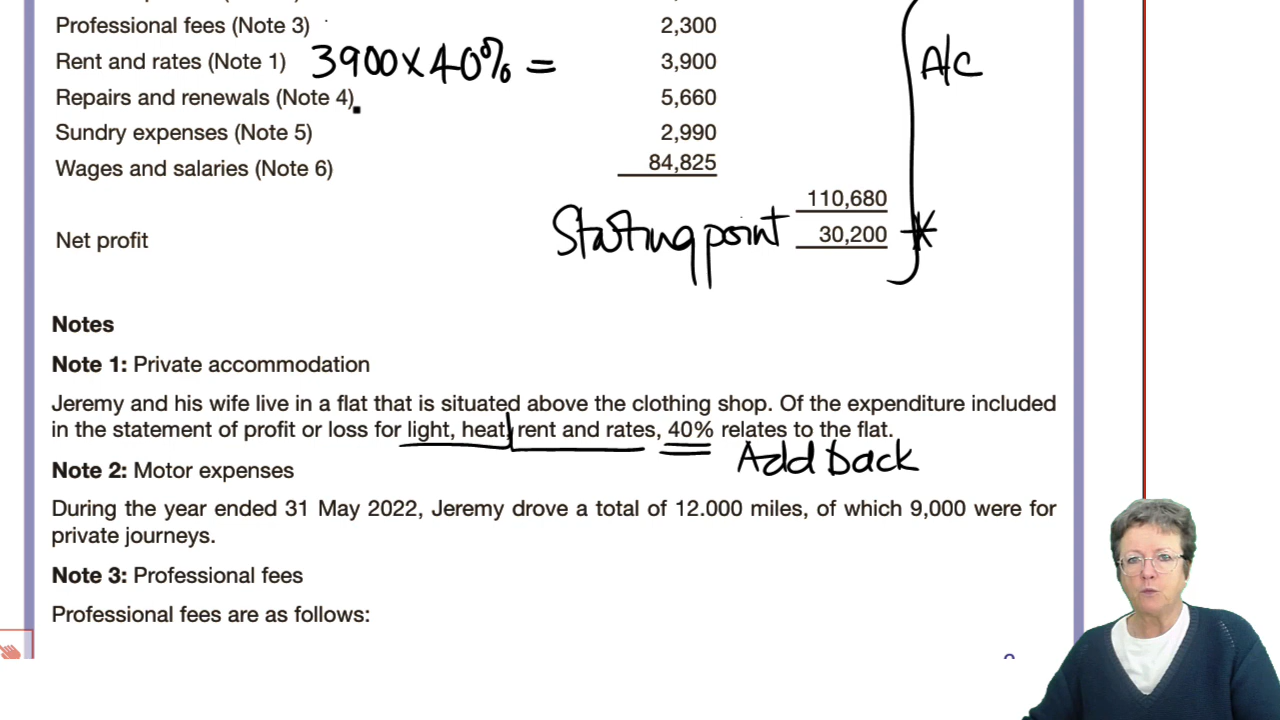 Professional fees (Note 3) 2,300
Rent and rates (Note 1) 3900 x 40% = 3,900 A/C
Repairs and renewals (Note 4) 5,660
Sundry expenses (Note 5) 2,990
Wages and salaries (Note 6) 84,825
110,680
Net profit Starting point 30,200 *
Notes
Note 1: Private accommodation
Jeremy and his wife live in a flat that is situated above the clothing shop. Of the expenditure included
in the statement of profit or loss for light, heat, rent and rates, 40% relates to the flat.
Add back
Note 2: Motor expenses
During the year ended 31 May 2022, Jeremy drove a total of 12.000 miles, of which 9,000 were for
private journeys.
Note 3: Professional fees
Professional fees are as follows: